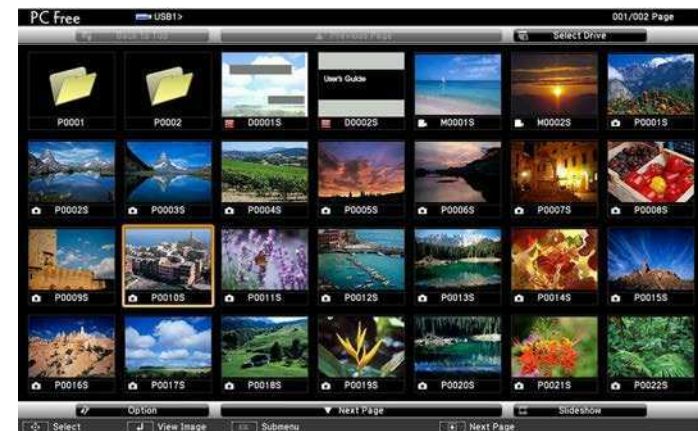 PC Free USB1> 001/002 Page
Back to Top Previous Page Select Drive
User's Guide
P0001 P0002 D0001S D0002S M0001S M0002S P0001S
P0002S P0003S P0004S P0005S P0006S P0007S P0008S
P0009S P0010S P0011S P0012S P0013S P0014S P0015S
P0016S P0017S P0018S P0019S P0020S P0021S P0022S
Option Next Page Slideshow
Select View Image Submenu Next Page